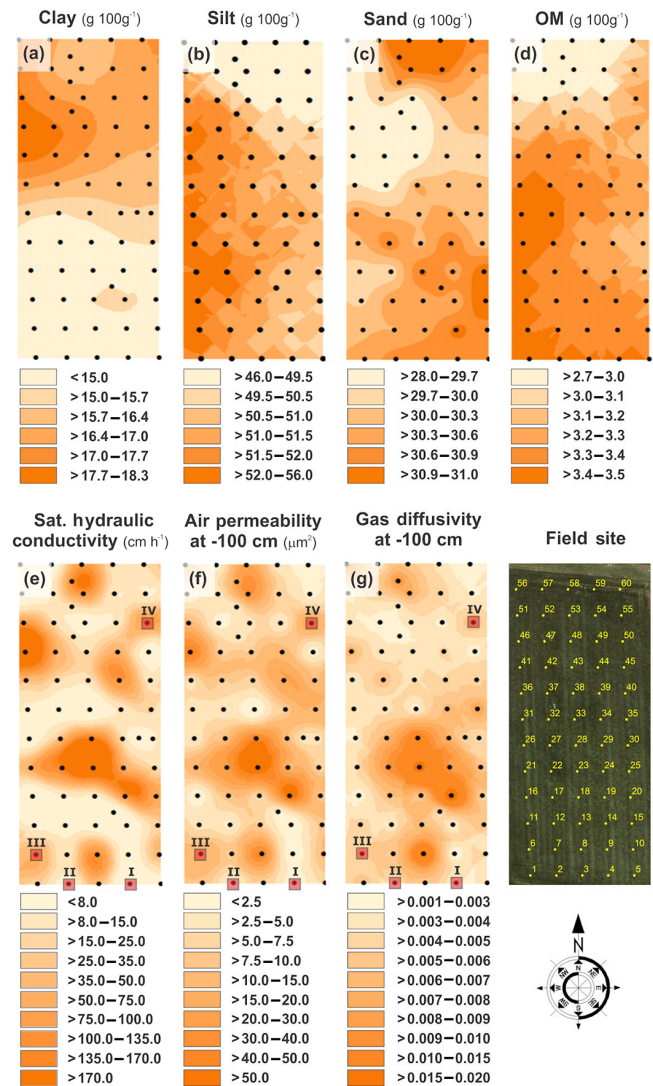 Clay (g 100g⁻¹) Silt (g 100g⁻¹) Sand (g 100g⁻¹) OM (g 100g⁻¹)
(a) (b) (c) (d)
<15.0 >46.0–49.5 >28.0–29.7 >2.7–3.0
>15.0–15.7 >49.5–50.5 >29.7–30.0 >3.0–3.1
>15.7–16.4 >50.5–51.0 >30.0–30.3 >3.1–3.2
>16.4–17.0 >51.0–51.5 >30.3–30.6 >3.2–3.3
>17.0–17.7 >51.5–52.0 >30.6–30.9 >3.3–3.4
>17.7–18.3 >52.0–56.0 >30.9–31.0 >3.4–3.5
Sat. hydraulic Air permeability Gas diffusivity
conductivity (cm h⁻¹) at -100 cm (µm²) at -100 cm Field site
(e) (f) (g)
56 57 58 59 60
IV IV IV
51 52 53 54 55
46 47 48 49 50
41 42 43 44 45
36 37 38 39 40
31 32 33 34 35
26 27 28 29 30
21 22 23 24 25
16 17 18 19 20
11 12 13 14 15
III III III
6 7 8 9 10
II I II I II I
1 2 3 4 5
<8.0 <2.5 >0.001–0.003
>8.0–15.0 >2.5–5.0 >0.003–0.004
>15.0–25.0 >5.0–7.5 >0.004–0.005
>25.0–35.0 >7.5–10.0 >0.005–0.006
>35.0–50.0 >10.0–15.0 >0.006–0.007
>50.0–75.0 >15.0–20.0 >0.007–0.008
>75.0–100.0 >20.0–30.0 >0.008–0.009
>100.0–135.0 >30.0–40.0 >0.009–0.010
>135.0–170.0 >40.0–50.0 >0.010–0.015
>170.0 >50.0 >0.015–0.020
N
N
NW NE
W E
SW
S